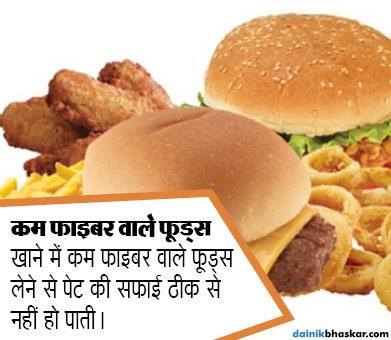 कम फाइबर वाले फूड्स
खाने में कम फाइबर वाले फूड्स
लेने से पेट की सफाई ठीक से
नहीं हो पाती।
dainikbhaskar.com